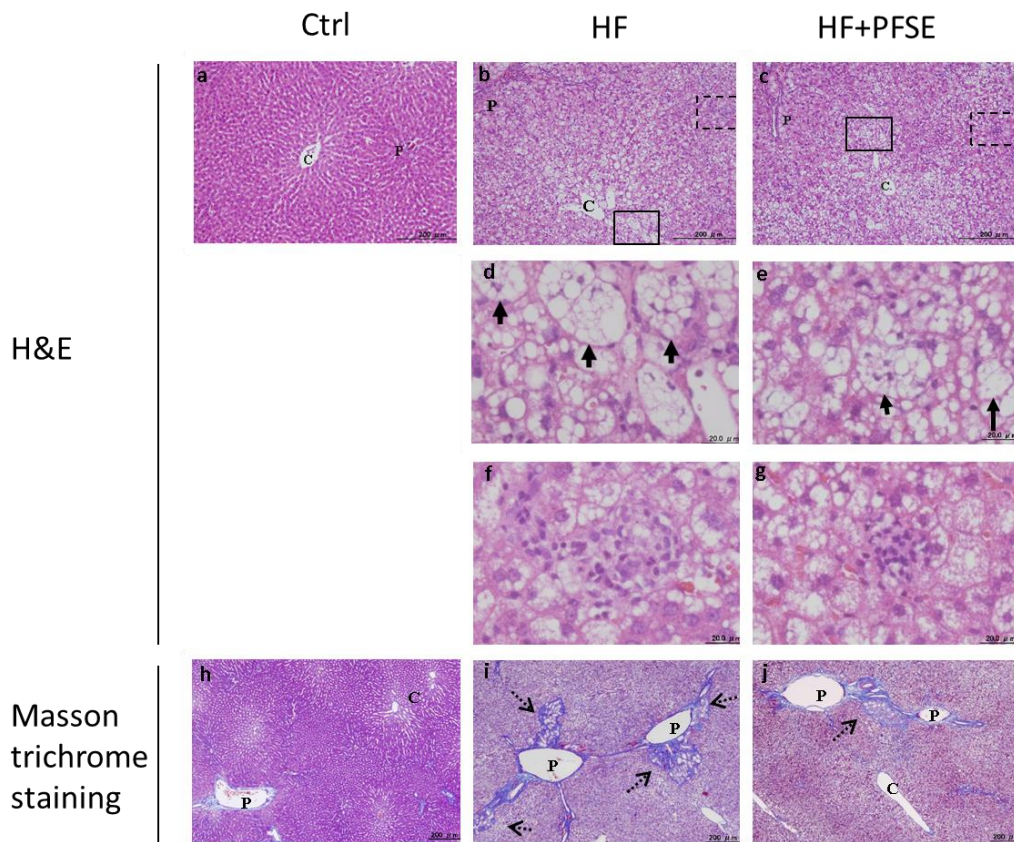 Ctrl HF HF+PFSE
a b c
P P
C P
C C
200 μm 200 μm 200 μm
d e
H&E
20.0 μm 20.0 μm
f g
20.0 μm 20.0 μm
h i j
C P P
P P
Masson
trichrome
staining
P C
200 μm 200 μm 200 μm